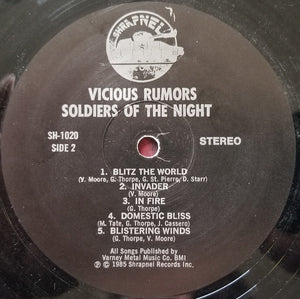 SHRAPNEL
VICIOUS RUMORS
SOLDIERS OF THE NIGHT
SH-1020
SIDE 2
STEREO
1. BLITZ THE WORLD
(V. Moore, G. Thorpe, G. St. Pierre, D. Starr)
2. INVADER
(V. Moore)
3. IN FIRE
(G. Thorpe)
4. DOMESTIC BLISS
(M. Tate, G. Thorpe, J. Cassero)
5. BLISTERING WINDS
(G. Thorpe, V. Moore)
All Songs Published by
Varney Metal Music Co. BMI
℗ © 1985 Shrapnel Records Inc.